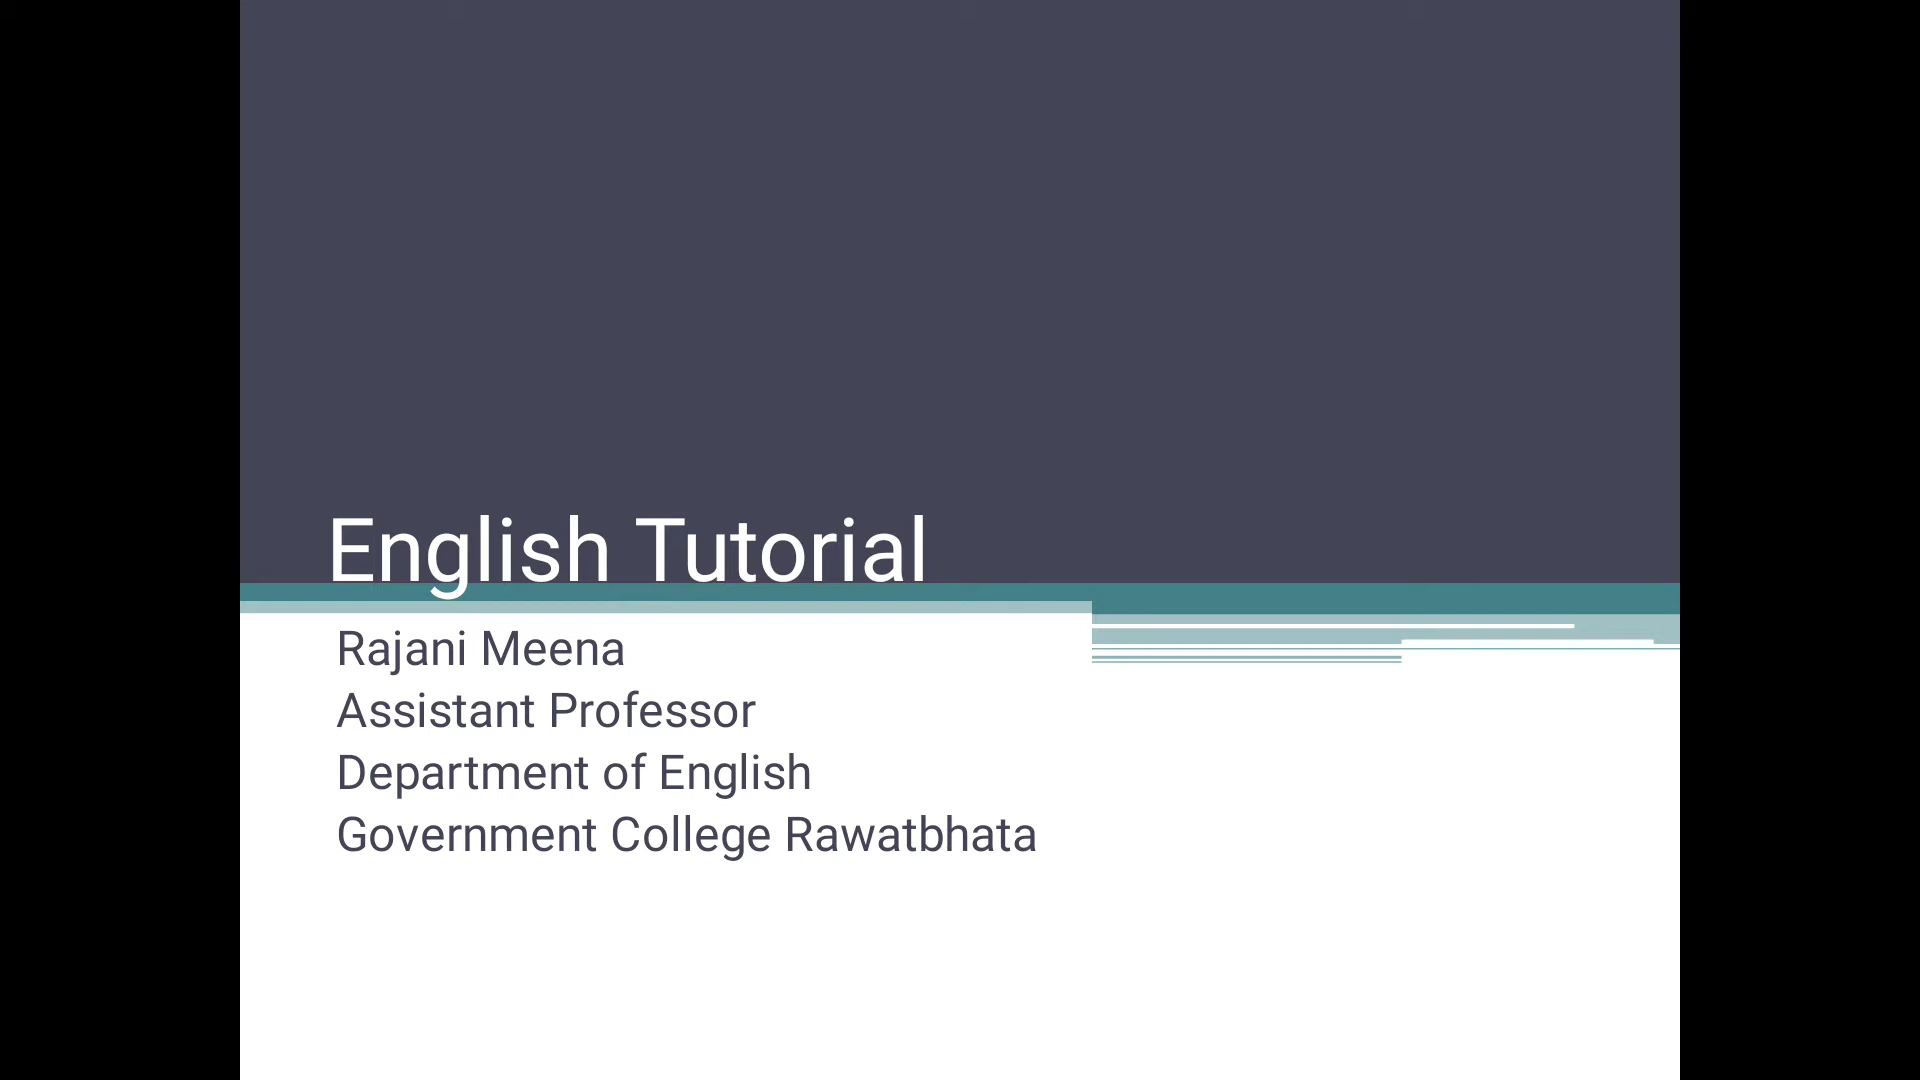 English Tutorial
Rajani Meena
Assistant Professor
Department of English
Government College Rawatbhata